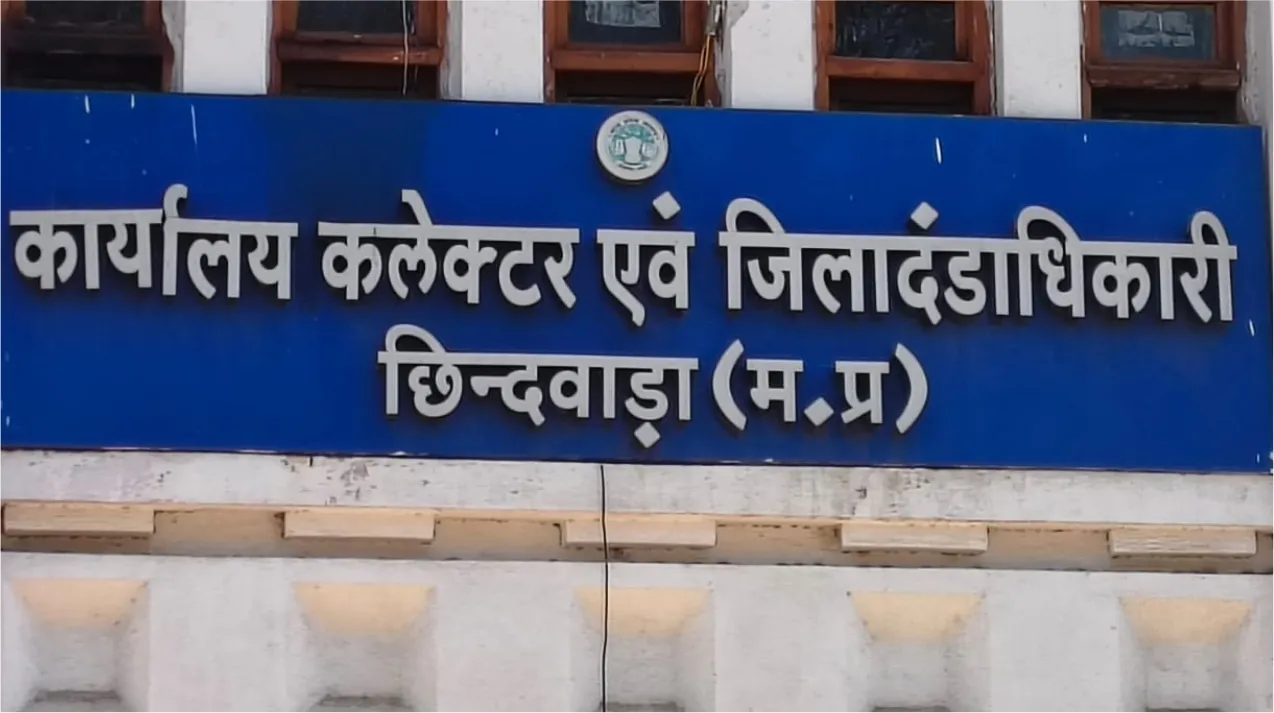 कार्यालय कलेक्टर एवं जिलादंडाधिकारी
छिन्दवाड़ा (म.प्र)